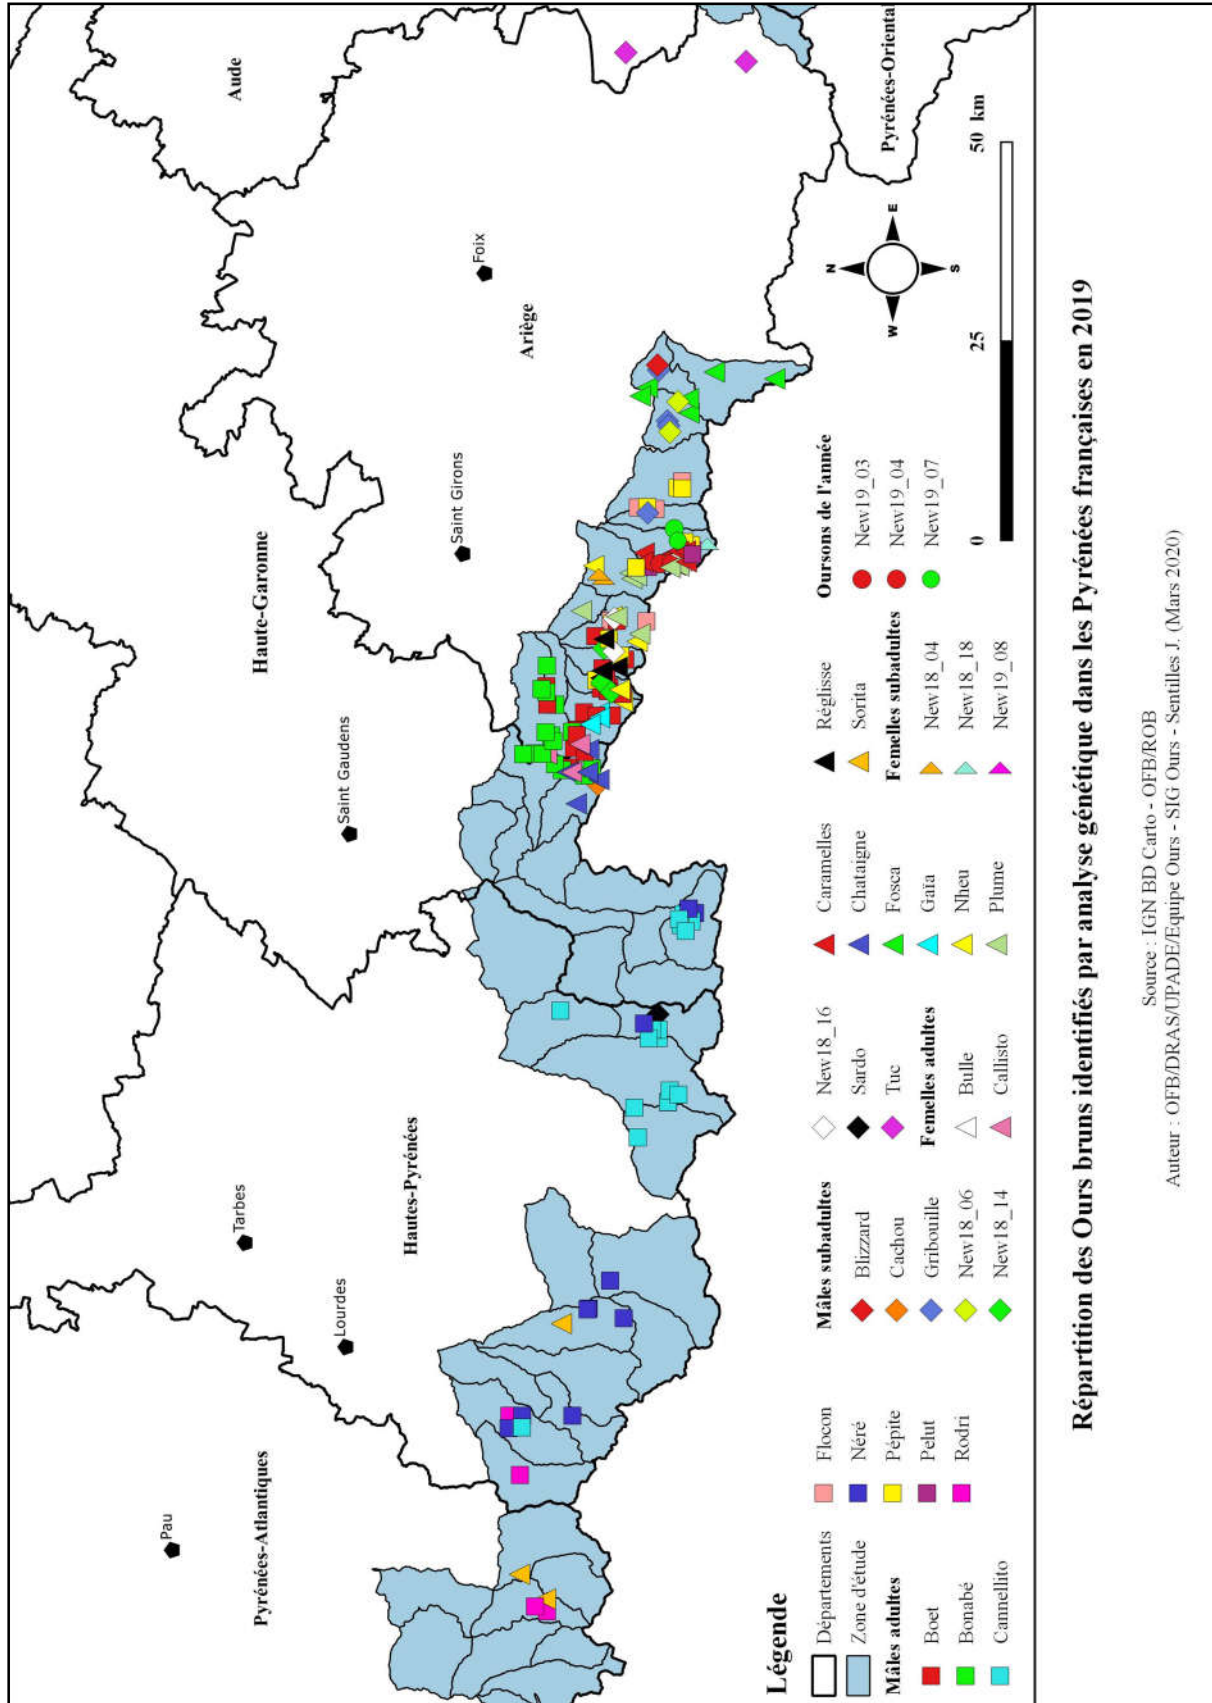 Aude
Pyrénées-Oriental
Foix
Ariège
Haute-Garonne
Saint Girons
Saint Gaudens
Hautes-Pyrénées
Tarbes
Lourdes
Pyrénées-Atlantiques
Pau
N
W
E
S
0
25
50 km
Légende
Départements
Zone d'étude
Mâles adultes
Boet
Bonabé
Cannellito
Flocon
Néré
Pépite
Pelut
Rodri
Mâles subadultes
Blizzard
Cachou
Gribouille
New18_06
New18_14
New18_16
Sardo
Tuc
Femelles adultes
Bulle
Callisto
Caramelles
Chataigne
Fosca
Gaïa
Nheu
Plume
Réglisse
Sorita
Femelles subadultes
New18_04
New18_18
New19_08
Oursons de l'année
New19_03
New19_04
New19_07
Répartition des Ours bruns identifiés par analyse génétique dans les Pyrénées françaises en 2019
Source : IGN BD Carto - OFB/ROB
Auteur : OFB/DRAS/UPADE/Equipe Ours - SIG Ours - Sentilles J. (Mars 2020)